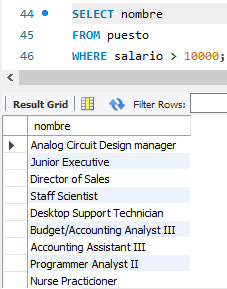 44 SELECT nombre
45 FROM puesto
46 WHERE salario > 10000;
Result Grid Filter Rows:
nombre
Analog Circuit Design manager
Junior Executive
Director of Sales
Staff Scientist
Desktop Support Technician
Budget/Accounting Analyst III
Accounting Assistant III
Programmer Analyst II
Nurse Practicioner